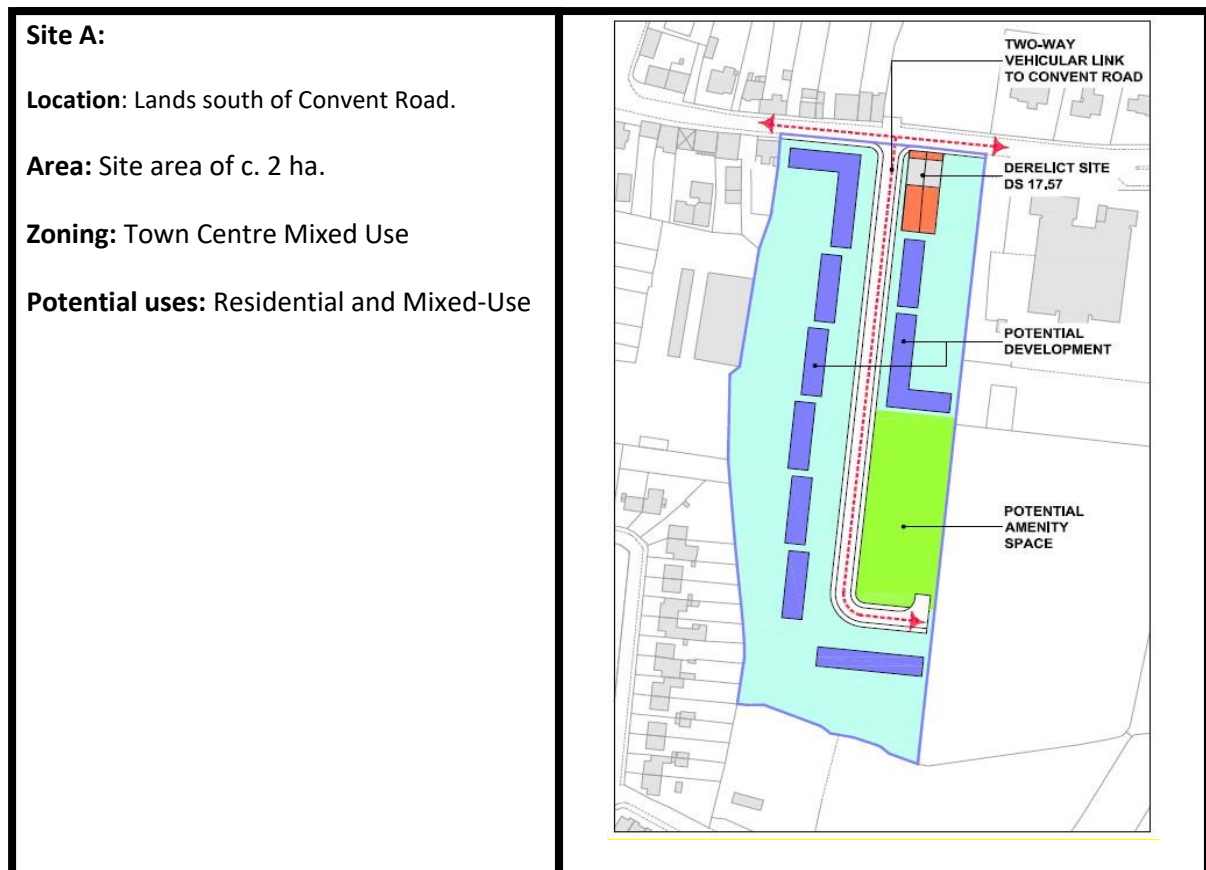 Site A:
Location: Lands south of Convent Road.
Area: Site area of c. 2 ha.
Zoning: Town Centre Mixed Use
Potential uses: Residential and Mixed-Use
TWO-WAY
VEHICULAR LINK
TO CONVENT ROAD
DERELICT SITE
DS 17.57
POTENTIAL
DEVELOPMENT
POTENTIAL
AMENITY
SPACE